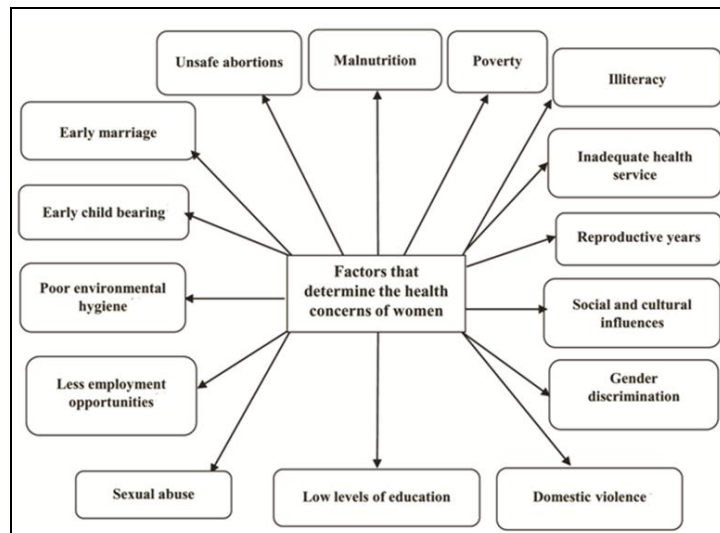 Unsafe abortions
Malnutrition
Poverty
Illiteracy
Early marriage
Inadequate health
service
Early child bearing
Reproductive years
Factors that
determine the health
concerns of women
Poor environmental
hygiene
Social and cultural
influences
Less employment
opportunities
Gender
discrimination
Sexual abuse
Low levels of education
Domestic violence